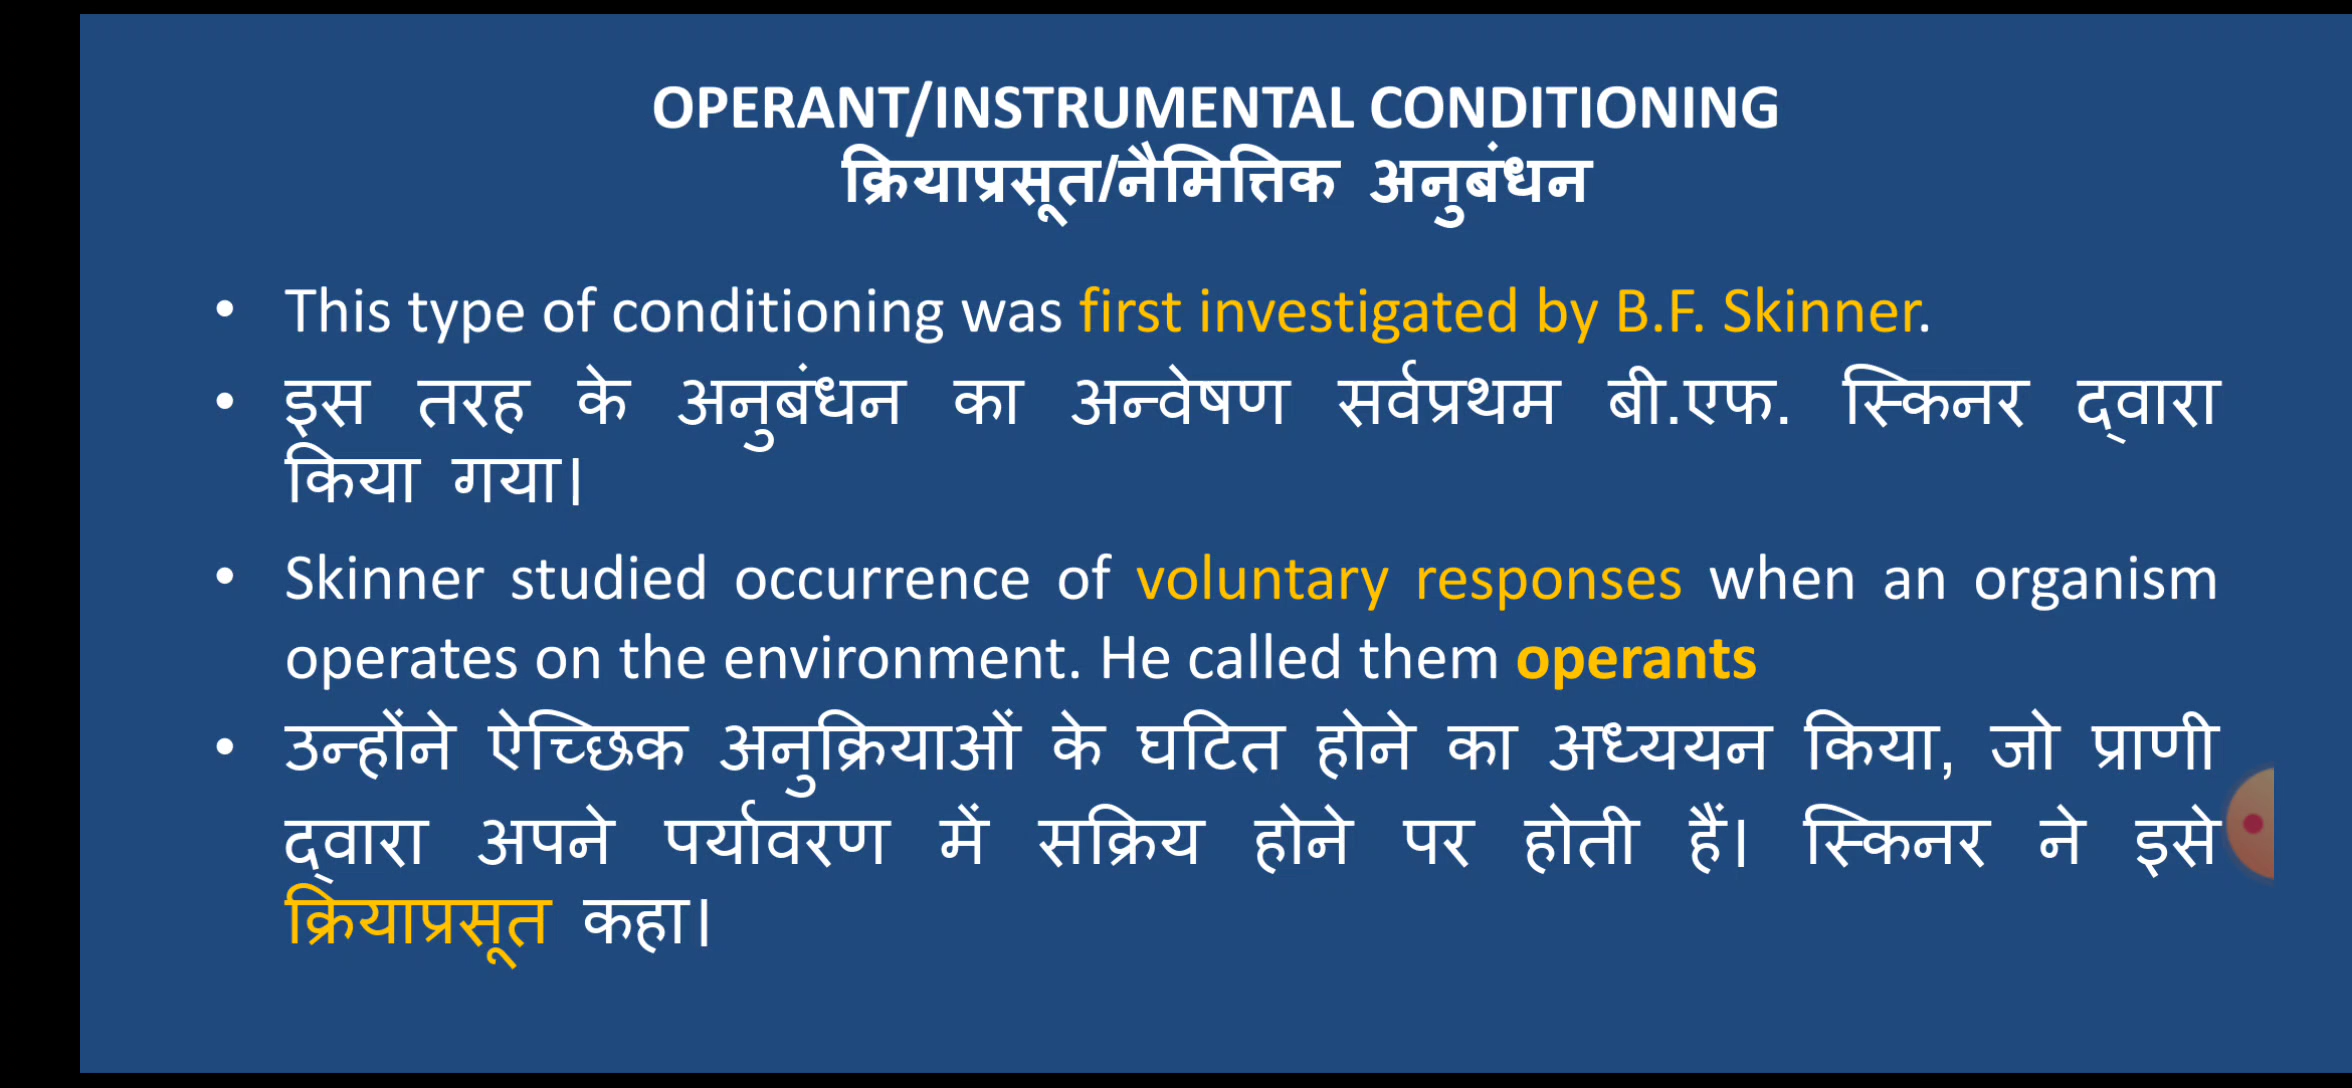 OPERANT/INSTRUMENTAL CONDITIONING
क्रियाप्रसूत/नैमित्तिक अनुबंधन
• This type of conditioning was first investigated by B.F. Skinner.
• इस तरह के अनुबंधन का अन्वेषण सर्वप्रथम बी.एफ. स्किनर द्वारा
किया गया।
• Skinner studied occurrence of voluntary responses when an organism
operates on the environment. He called them operants
• उन्होंने ऐच्छिक अनुक्रियाओं के घटित होने का अध्ययन किया, जो प्राणी
द्वारा अपने पर्यावरण में सक्रिय होने पर होती हैं। स्किनर ने इसे
क्रियाप्रसूत कहा।